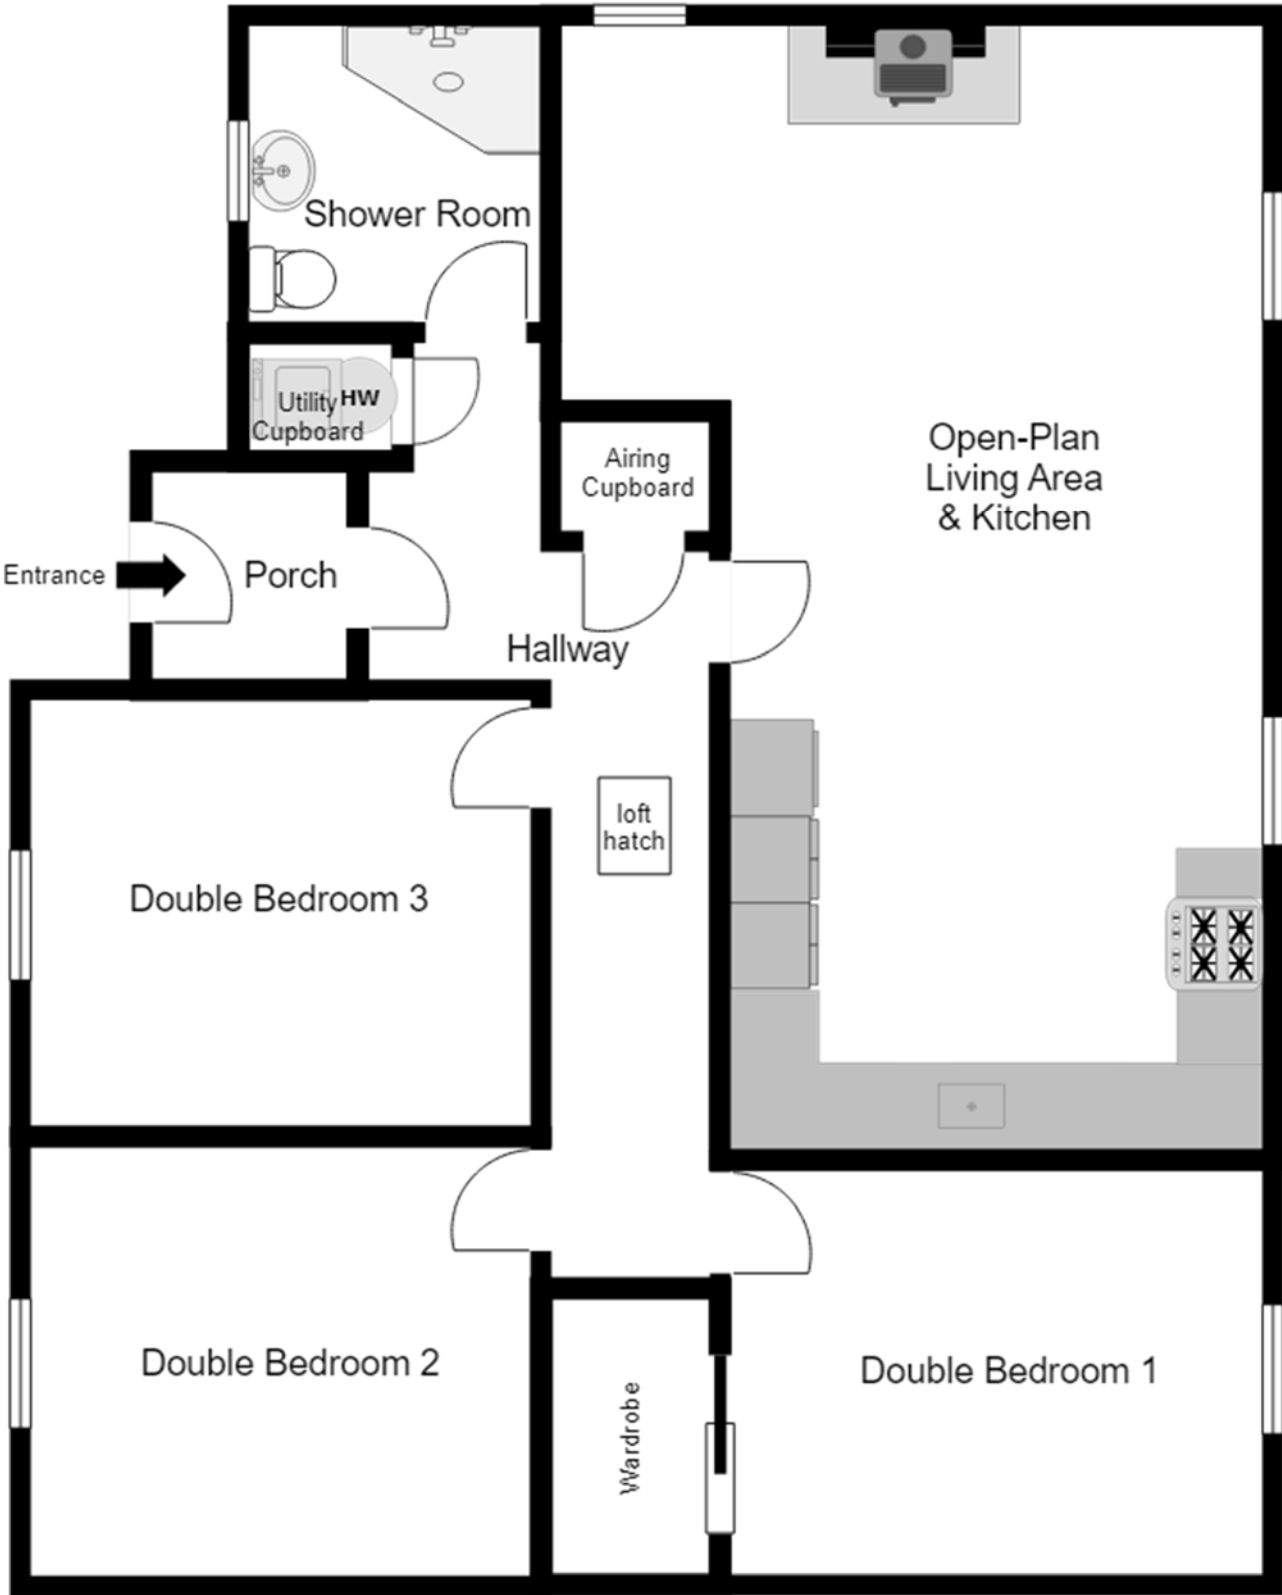 Shower Room
Utility
HW
Cupboard
Airing
Cupboard
Open-Plan
Living Area
& Kitchen
Entrance
Porch
Hallway
loft
hatch
Double Bedroom 3
Double Bedroom 2
Wardrobe
Double Bedroom 1